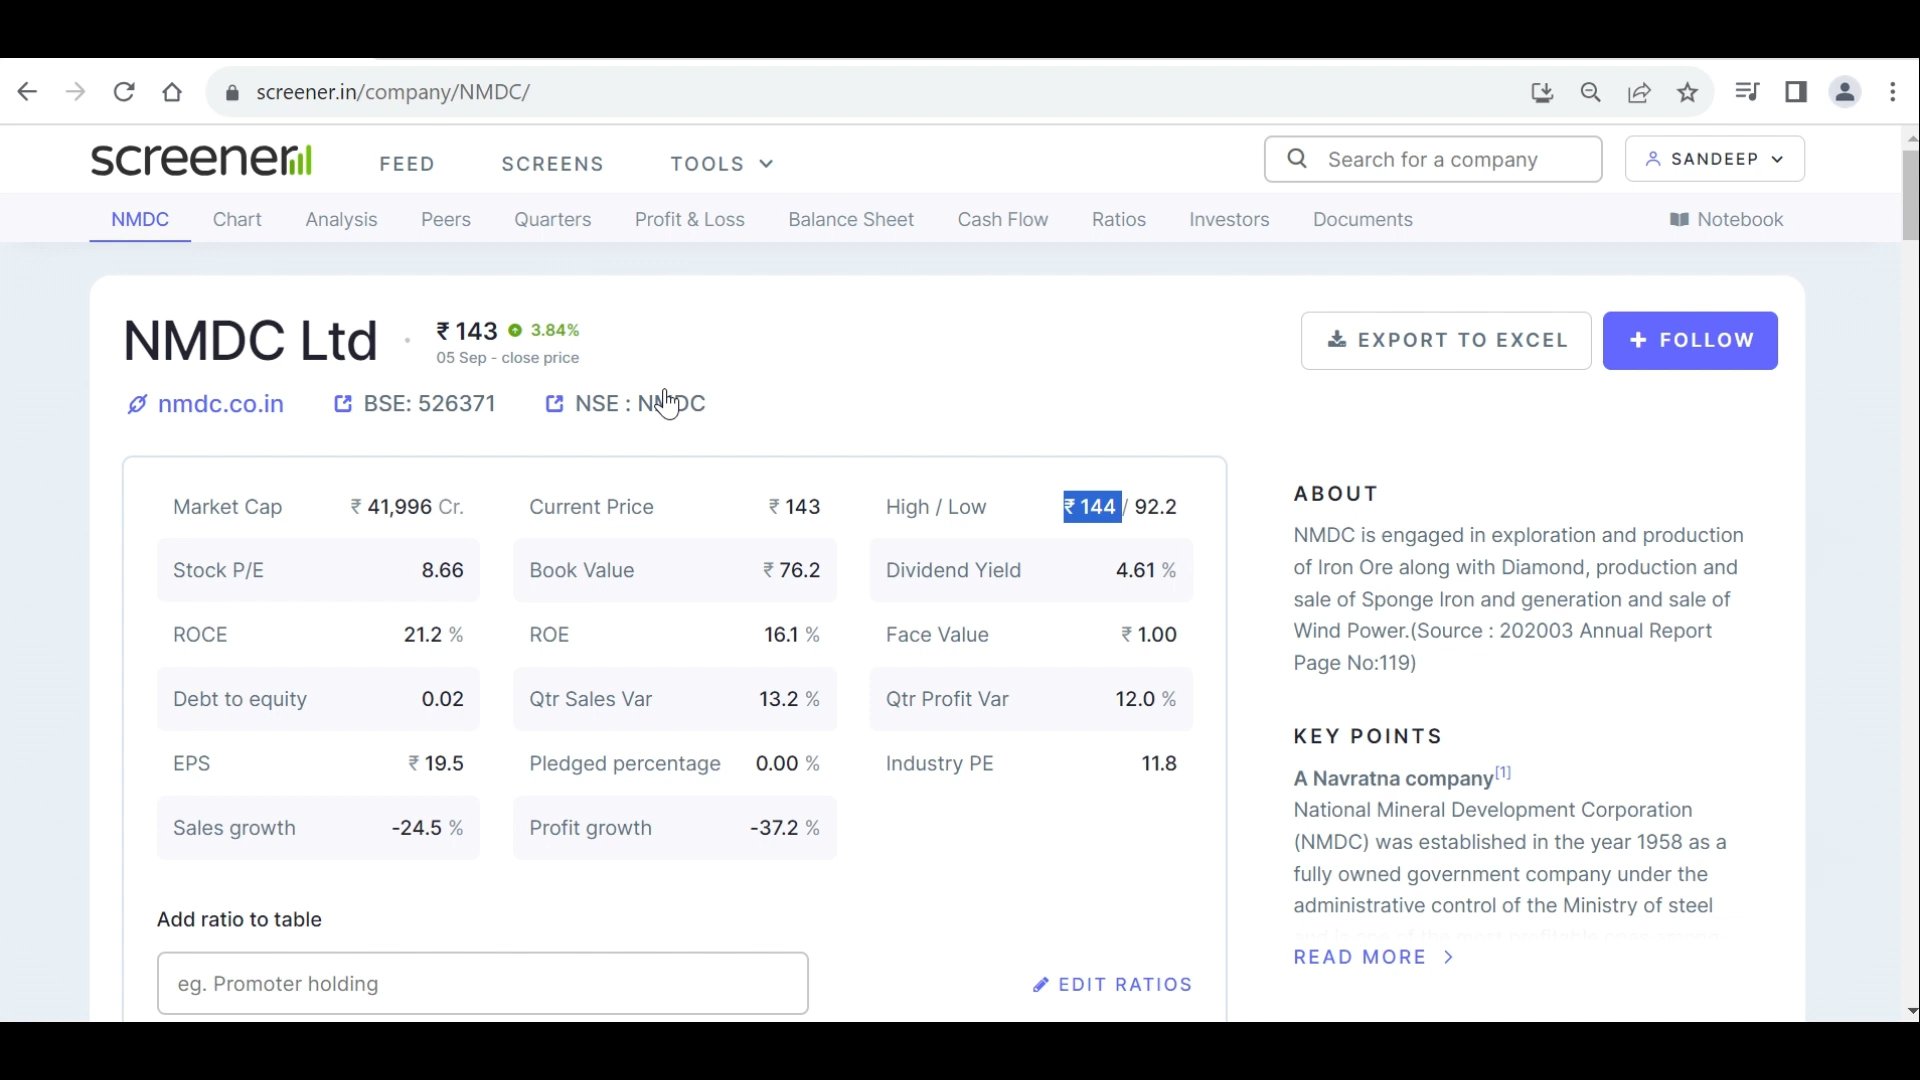 screener.in/company/NMDC/
screener FEED SCREENS TOOLS Search for a company SANDEEP
NMDC Chart Analysis Peers Quarters Profit & Loss Balance Sheet Cash Flow Ratios Investors Documents Notebook
NMDC Ltd ₹ 143 3.84%
05 Sep - close price
EXPORT TO EXCEL + FOLLOW
nmdc.co.in BSE: 526371 NSE : NMDC
Market Cap ₹ 41,996 Cr. Current Price ₹ 143 High / Low ₹ 144 / 92.2
Stock P/E 8.66 Book Value ₹ 76.2 Dividend Yield 4.61 %
ROCE 21.2 % ROE 16.1 % Face Value ₹ 1.00
Debt to equity 0.02 Qtr Sales Var 13.2 % Qtr Profit Var 12.0 %
EPS ₹ 19.5 Pledged percentage 0.00 % Industry PE 11.8
Sales growth -24.5 % Profit growth -37.2 %
Add ratio to table
eg. Promoter holding EDIT RATIOS
ABOUT
NMDC is engaged in exploration and production
of Iron Ore along with Diamond, production and
sale of Sponge Iron and generation and sale of
Wind Power.(Source : 202003 Annual Report
Page No:119)
KEY POINTS
A Navratna company[1]
National Mineral Development Corporation
(NMDC) was established in the year 1958 as a
fully owned government company under the
administrative control of the Ministry of steel
READ MORE